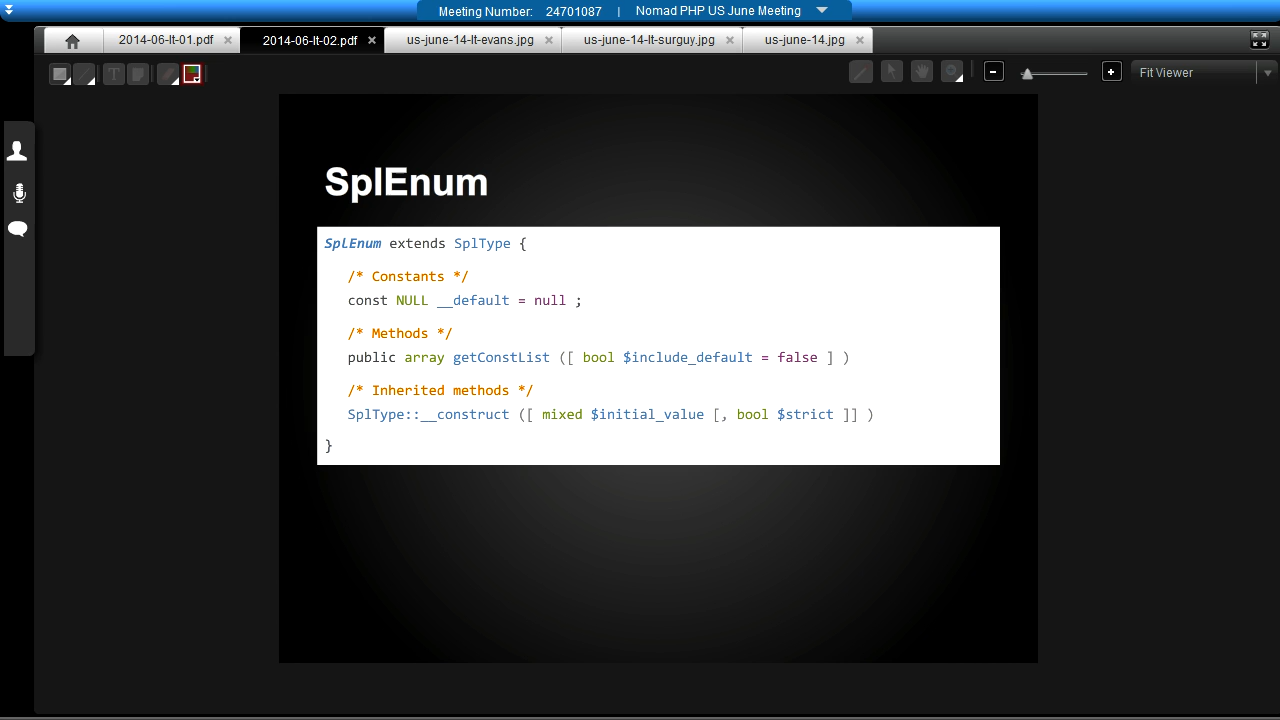 Meeting Number: 24701087 | Nomad PHP US June Meeting
2014-06-lt-01.pdf
2014-06-lt-02.pdf
us-june-14-lt-evans.jpg
us-june-14-lt-surguy.jpg
us-june-14.jpg
T
Fit Viewer
SplEnum
SplEnum extends SplType {
/* Constants */
const NULL __default = null ;
/* Methods */
public array getConstList ([ bool $include_default = false ] )
/* Inherited methods */
SplType::__construct ([ mixed $initial_value [, bool $strict ]] )
}